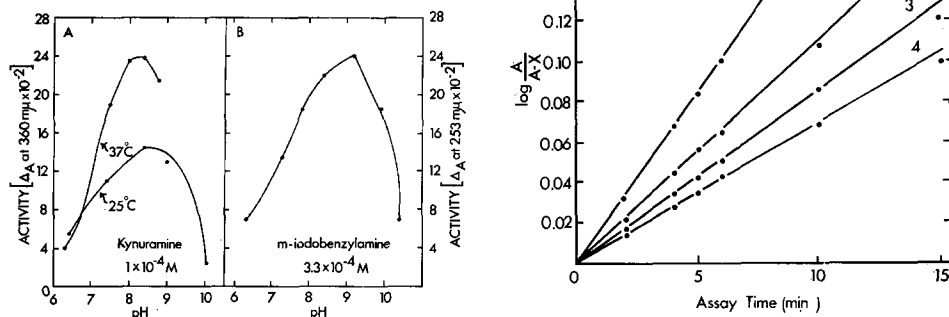 28
24
20
16
12
8
4
0
A
37°C
25°C
Kynuramine
1×10⁻⁴ M
6 7 8 9 10
pH
ACTIVITY [ΔA at 360 mμ×10⁻²]
B
m-iodobenzylamine
3.3×10⁻⁴ M
7 8 9 10
pH
28
24
20
16
12
8
4
0
ACTIVITY [ΔA at 253 mμ×10⁻²]
log A/A-X
0.12
0.10
0.08
0.06
0.04
0.02
3
4
0 5 10 15
Assay Time (min)